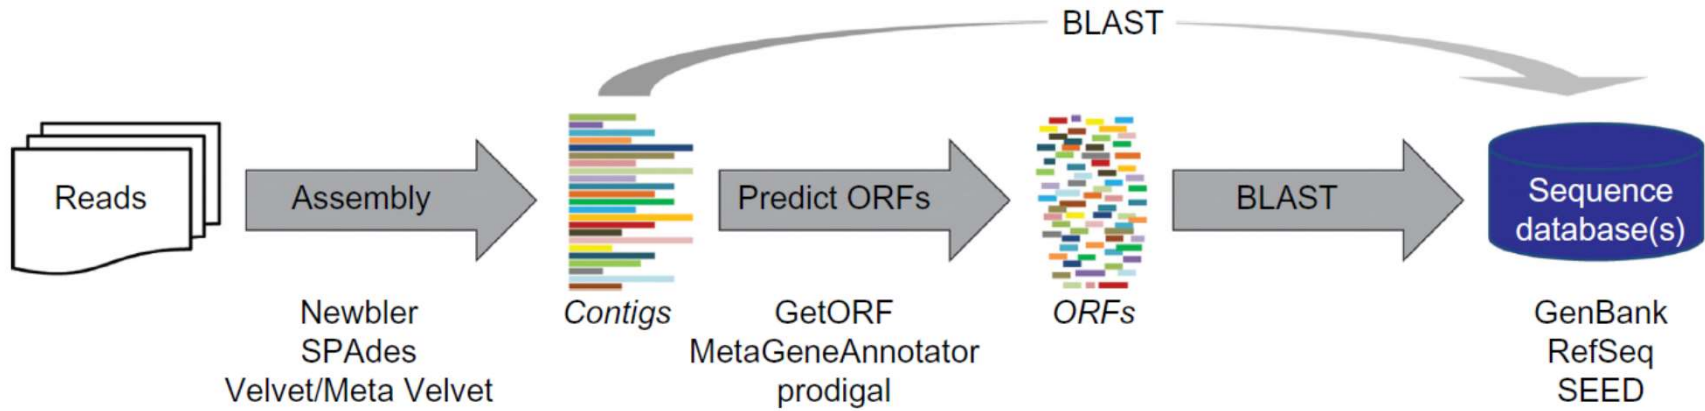 BLAST
Reads
Assembly
Predict ORFs
BLAST
Sequence
database(s)
Contigs
ORFs
Newbler
SPAdes
Velvet/Meta Velvet
GetORF
MetaGeneAnnotator
prodigal
GenBank
RefSeq
SEED